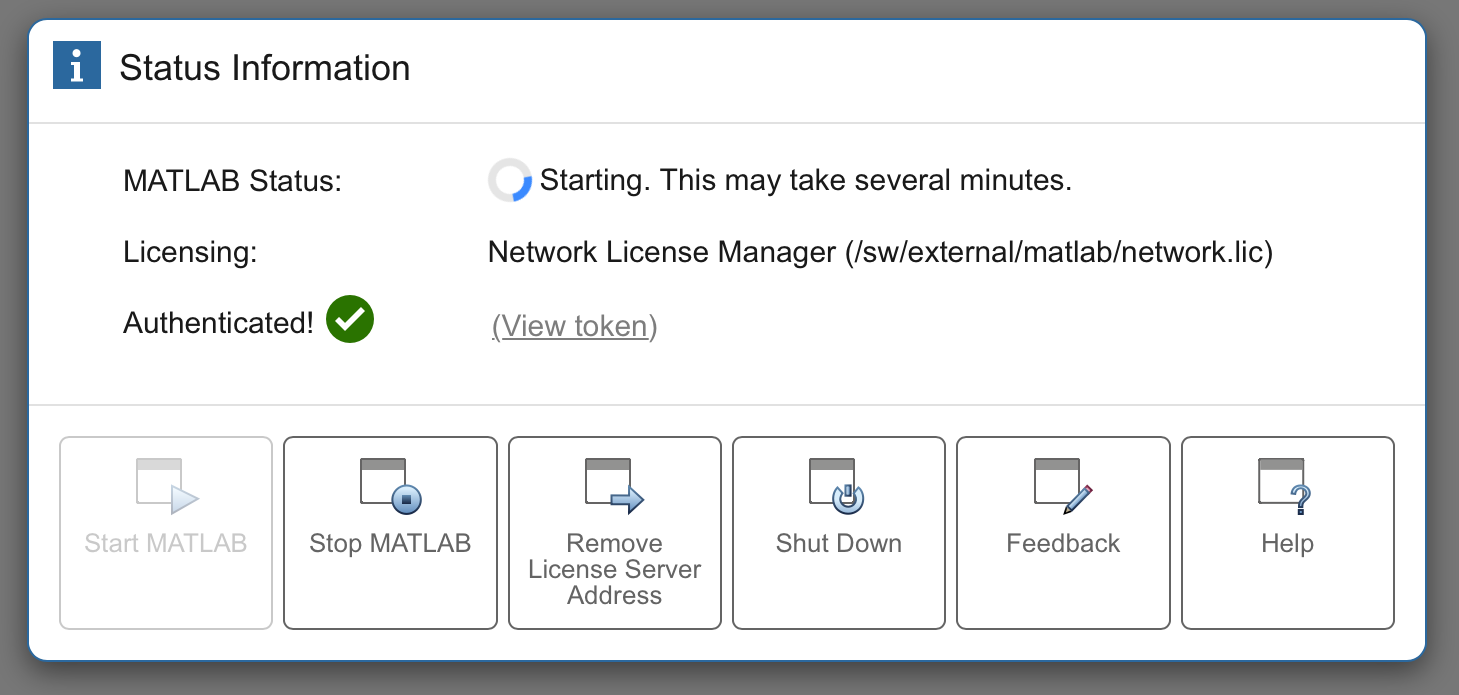 Status Information
MATLAB Status: Starting. This may take several minutes.
Licensing: Network License Manager (/sw/external/matlab/network.lic)
Authenticated! (View token)
Start MATLAB
Stop MATLAB
Remove
License Server
Address
Shut Down
Feedback
Help